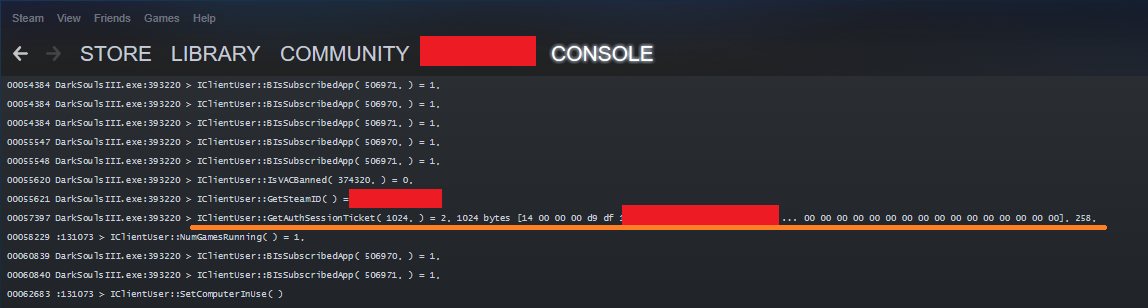 Steam View Friends Games Help
STORE LIBRARY COMMUNITY CONSOLE
00054384 DarkSoulsIII.exe:393220 > IClientUser::BIsSubscribedApp( 506971, ) = 1,
00054384 DarkSoulsIII.exe:393220 > IClientUser::BIsSubscribedApp( 506970, ) = 1,
00054384 DarkSoulsIII.exe:393220 > IClientUser::BIsSubscribedApp( 506971, ) = 1,
00055547 DarkSoulsIII.exe:393220 > IClientUser::BIsSubscribedApp( 506970, ) = 1,
00055548 DarkSoulsIII.exe:393220 > IClientUser::BIsSubscribedApp( 506971, ) = 1,
00055620 DarkSoulsIII.exe:393220 > IClientUser::IsVACBanned( 374320, ) = 0,
00055621 DarkSoulsIII.exe:393220 > IClientUser::GetSteamID( ) =
00057397 DarkSoulsIII.exe:393220 > IClientUser::GetAuthSessionTicket( 1024, ) = 2, 1024 bytes [14 00 00 00 d9 df ... 00 00 00 00 00 00 00 00 00 00 00 00 00 00 00 00], 258,
00058229 :131073 > IClientUser::NumGamesRunning( ) = 1,
00060839 DarkSoulsIII.exe:393220 > IClientUser::BIsSubscribedApp( 506970, ) = 1,
00060840 DarkSoulsIII.exe:393220 > IClientUser::BIsSubscribedApp( 506971, ) = 1,
00062683 :131073 > IClientUser::SetComputerInUse( )